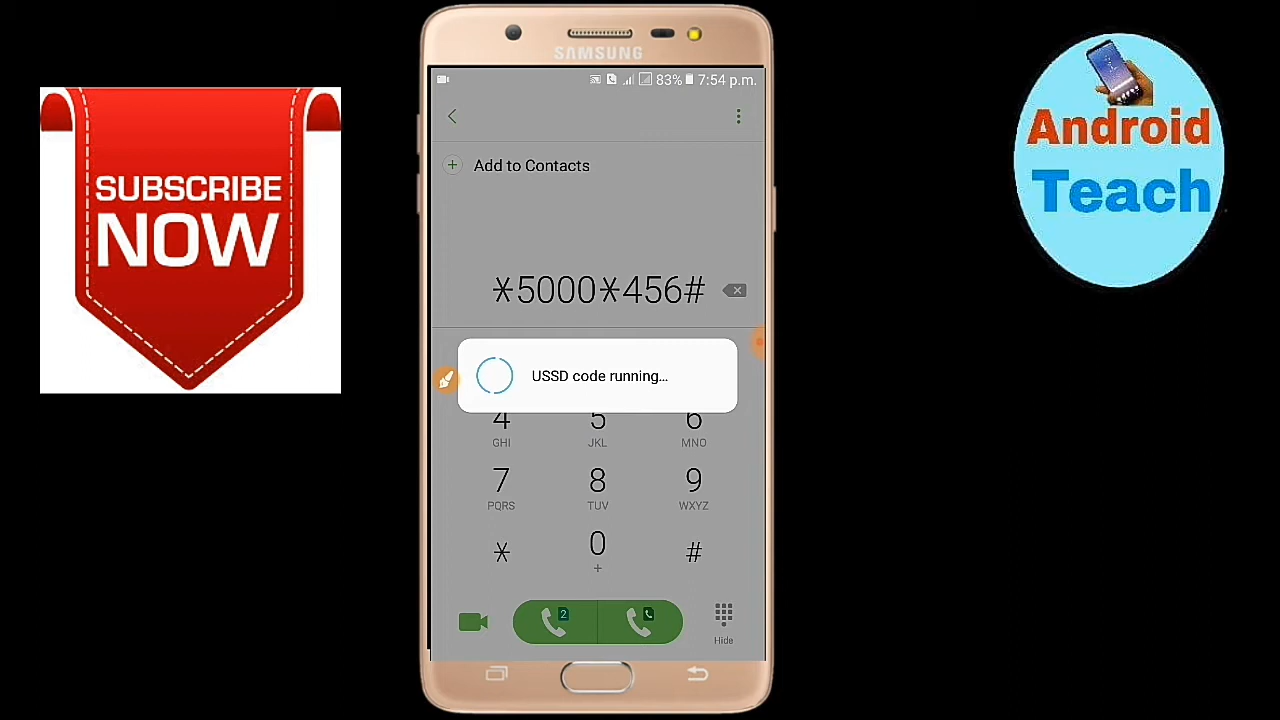 SUBSCRIBE
NOW
SAMSUNG
83% 7:54 p.m.
Add to Contacts
*5000*456#
USSD code running...
4 5 6
GHI JKL MNO
7 8 9
PQRS TUV WXYZ
* 0 #
+
2
Hide
Android
Teach